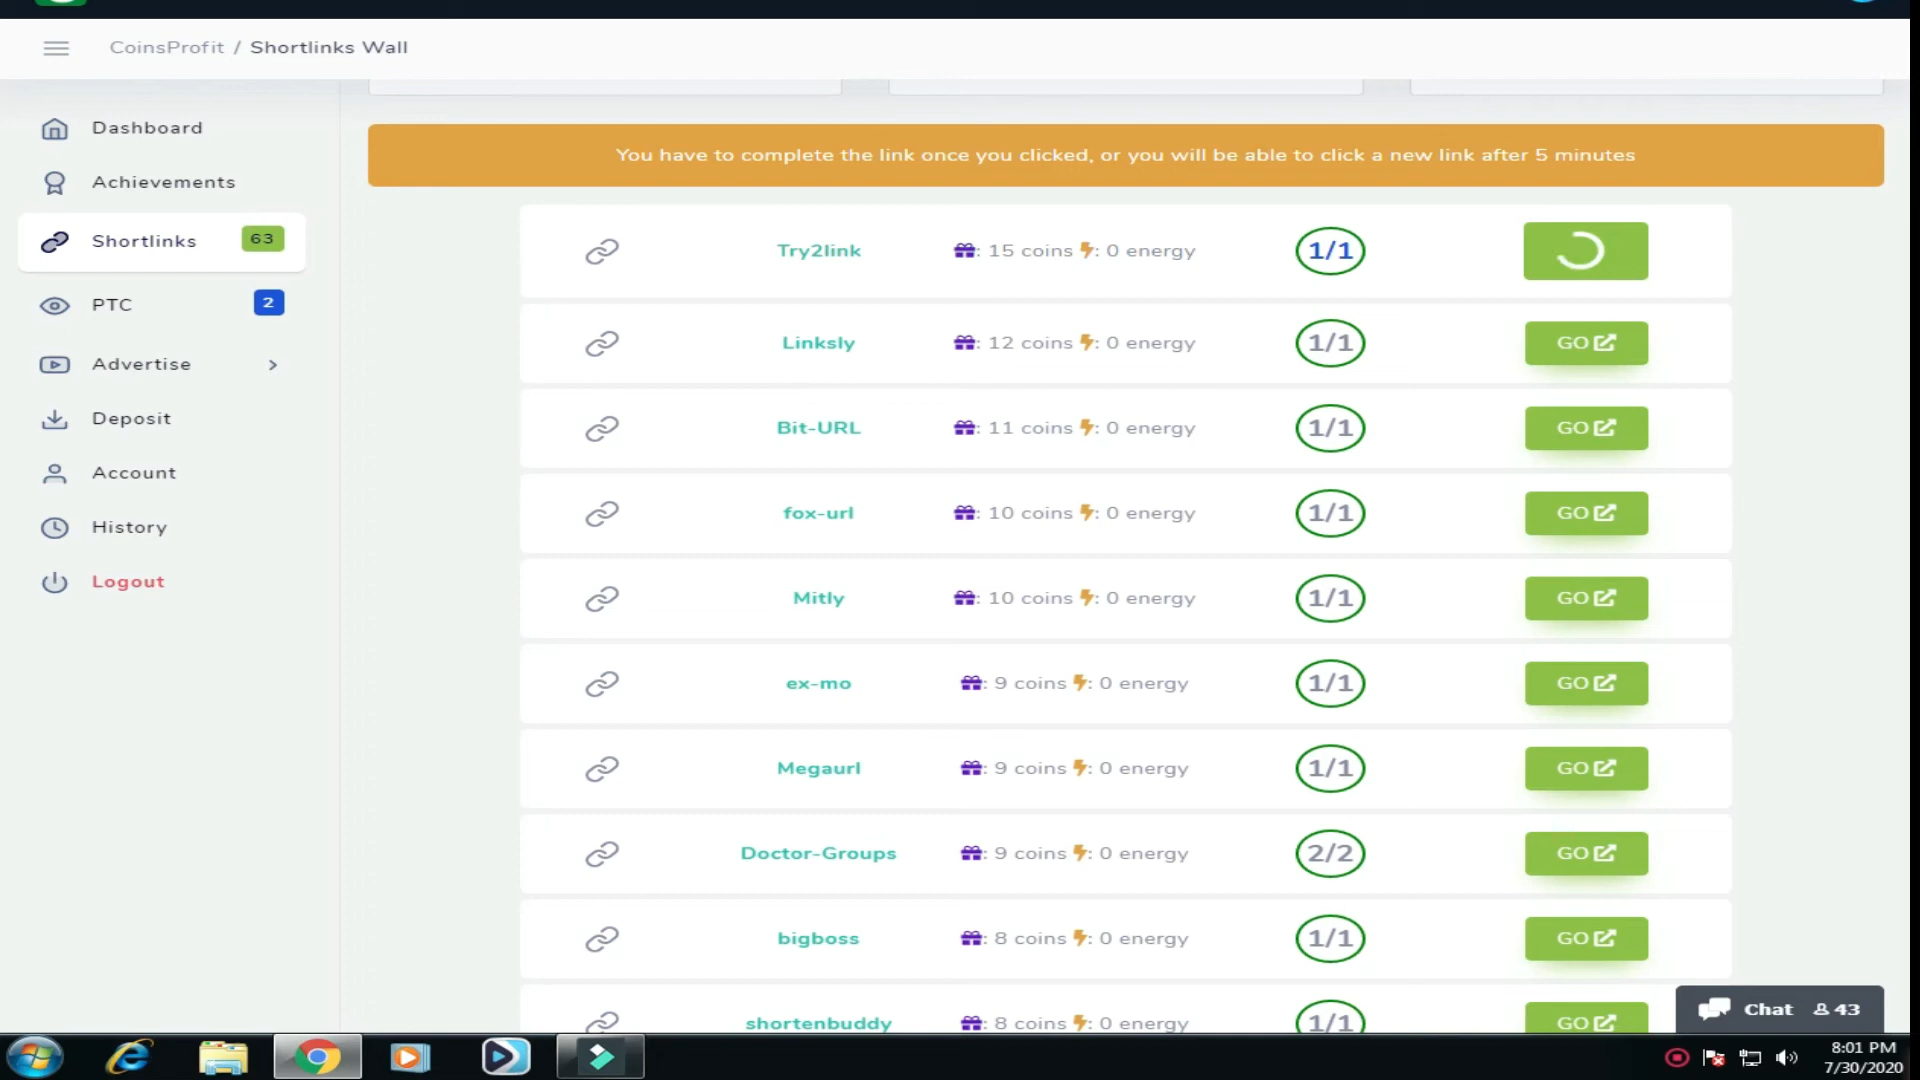 CoinsProfit / Shortlinks Wall
Dashboard
Achievements
Shortlinks 63
PTC 2
Advertise
Deposit
Account
History
Logout
You have to complete the link once you clicked, or you will be able to click a new link after 5 minutes
Try2link : 15 coins : 0 energy 1/1
Linksly : 12 coins : 0 energy 1/1 GO
Bit-URL : 11 coins : 0 energy 1/1 GO
fox-url : 10 coins : 0 energy 1/1 GO
Mitly : 10 coins : 0 energy 1/1 GO
ex-mo : 9 coins : 0 energy 1/1 GO
Megaurl : 9 coins : 0 energy 1/1 GO
Doctor-Groups : 9 coins : 0 energy 2/2 GO
bigboss : 8 coins : 0 energy 1/1 GO
shortenbuddy : 8 coins : 0 energy 1/1 GO
Chat 43
8:01 PM
7/30/2020